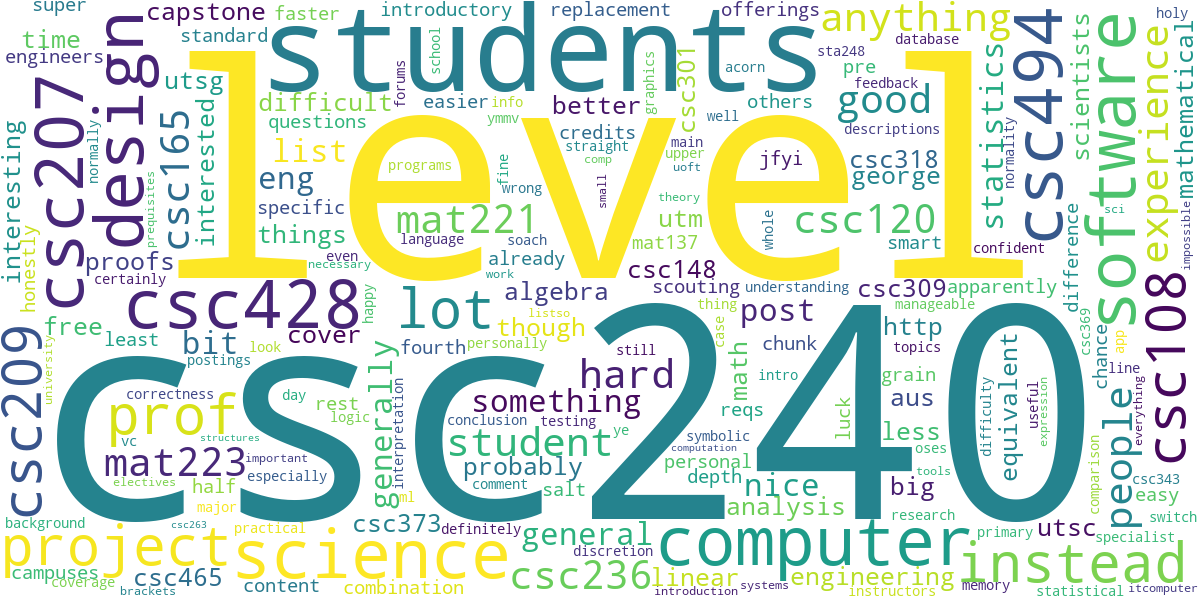 super
capstone
faster
introductory
replacement
offerings
anything
holy
time
standard
students
database
sta248
engineers
design
utsg
school
acorn
pre
feedback
csc494
statistics
scientists
software
experience
mathematical
forums
difficult
easier
info
better
graphics
csc301
others
good
level
csc207
csc165
interested
questions
ymmv
credits
main
well
descriptions
normally
list
programs
straight
comp
upper
uoft
jfyi
csc318
normality
interesting
eng
fine
wrong
small
theory
george
prequisites
specific
mat221
utm
csc120
sci
impossible
things
language
soach
mat137
whole
smart
confident
proofs
even
already
csc148
scouting
understanding
difference
honestly
certainly
necessary
work
algebra
thing
csc309
apparently
manageable
csc428
happy
lot
listso
post
http
csc369
app
csc108
free
bit
cover
though
case
chance
least
look
fourth
personally
still
chunk
topics
line
postings
generally
hard
math
intro
grain
equivalent
people
everything
csc209
university
correctness
day
rest
interpretation
something
reqs
luck
aus
difficulty
useful
expression
comparison
prof
logic
conclusion
testing
csc240
vc
structures
student
ye
symbolic
computation
less
oses
mat223
important
especially
probably
comment
personal
depth
tools
csc343
electives
half
ml
salt
nice
big
easy
major
analysis
background
csc263
practical
csc373
definitely
general
research
primary
utsc
switch
specialist
project
science
discretion
computer
instead
campuses
coverage
csc465
content
combination
csc236
linear
engineering
memory
brackets
introduction
systems
instructors
statistical
itcomputer